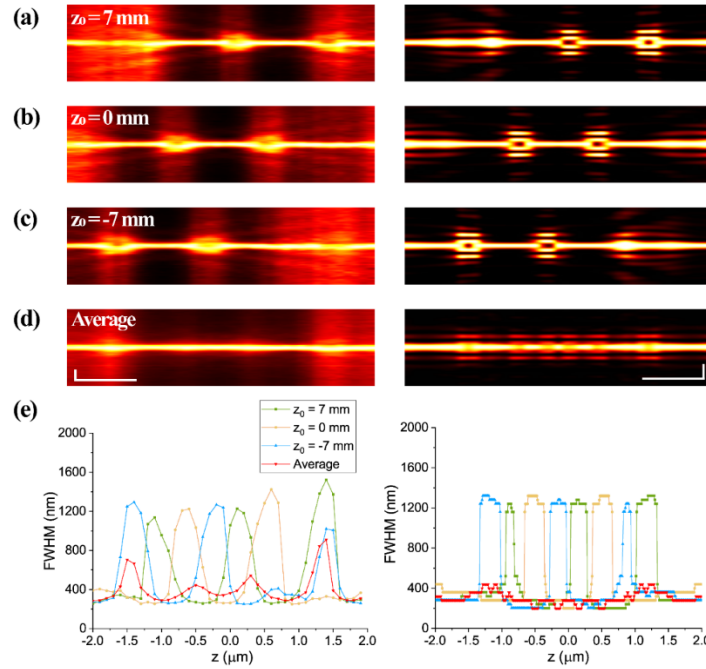 (a)
z₀ = 7 mm
(b)
z₀ = 0 mm
(c)
z₀ = -7 mm
(d)
Average
(e)
z₀ = 7 mm
z₀ = 0 mm
z₀ = -7 mm
Average
FWHM (nm)
2000
1600
1200
800
400
0
-2.0 -1.5 -1.0 -0.5 0.0 0.5 1.0 1.5 2.0
z (μm)
FWHM (nm)
2000
1600
1200
800
400
0
-2.0 -1.5 -1.0 -0.5 0.0 0.5 1.0 1.5 2.0
z (μm)